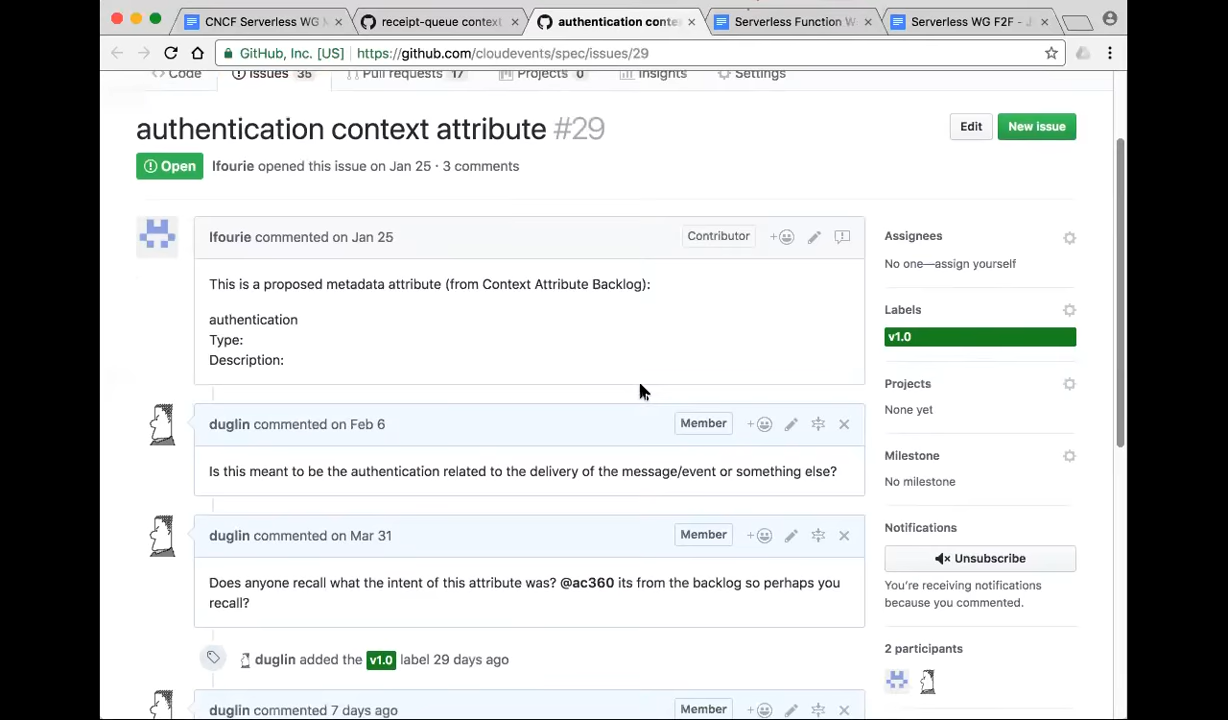 CNCF Serverless WG M
receipt-queue context
authentication conte
Serverless Function W
Serverless WG F2F - J
GitHub, Inc. [US]
https://github.com/cloudevents/spec/issues/29
Code
Issues 35
Pull requests 17
Projects 0
Insights
Settings
authentication context attribute #29
Edit
New issue
Open
lfourie opened this issue on Jan 25 · 3 comments
lfourie commented on Jan 25
Contributor
This is a proposed metadata attribute (from Context Attribute Backlog):
authentication
Type:
Description:
duglin commented on Feb 6
Member
Is this meant to be the authentication related to the delivery of the message/event or something else?
duglin commented on Mar 31
Member
Does anyone recall what the intent of this attribute was? @ac360 its from the backlog so perhaps you
recall?
duglin added the v1.0 label 29 days ago
duglin commented 7 days ago
Member
Assignees
No one—assign yourself
Labels
v1.0
Projects
None yet
Milestone
No milestone
Notifications
Unsubscribe
You're receiving notifications
because you commented.
2 participants